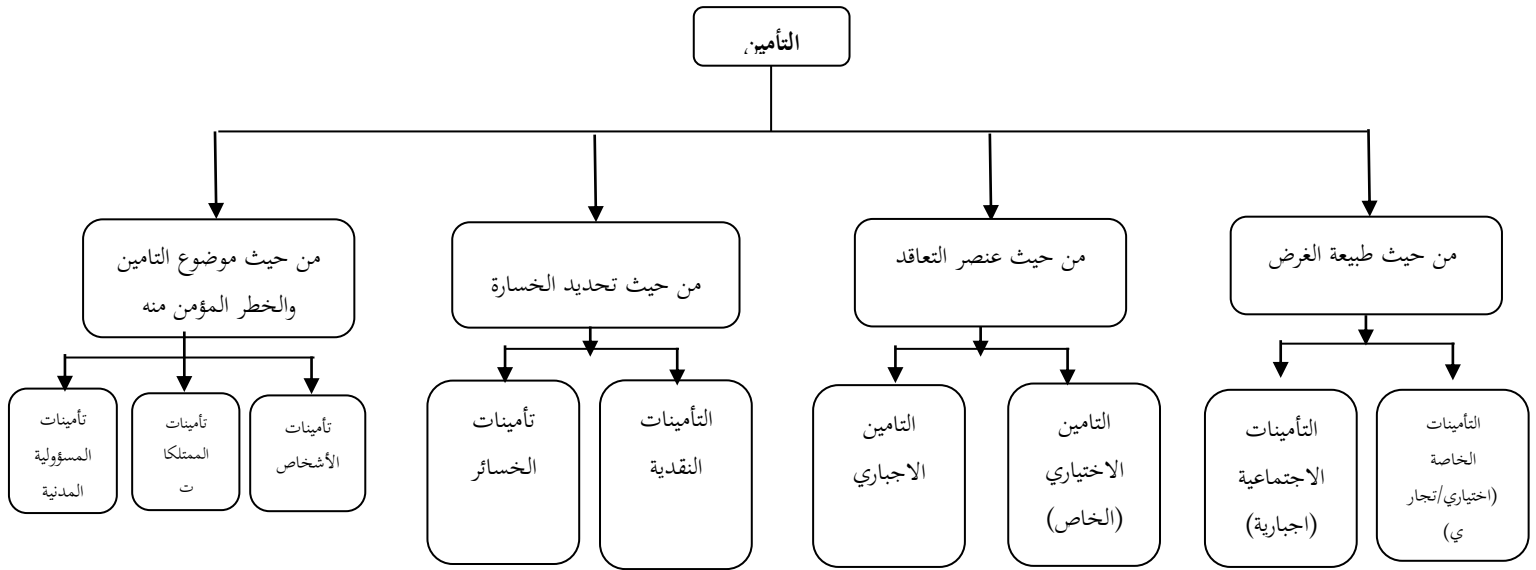 التأمين
من حيث طبيعة الغرض
من حيث عنصر التعاقد
من حيث تحديد الخسارة
من حيث موضوع التامين
والخطر المؤمن منه
التأمينات
الخاصة
(اختياري/تجار
ي)
التأمينات
الاجتماعية
(اجبارية)
التامين
الاختياري
(الخاص)
التامين
الاجباري
التأمينات
النقدية
تأمينات
الخسائر
تأمينات
الأشخاص
تأمينات
الممتلكا
ت
تأمينات
المسؤولية
المدنية